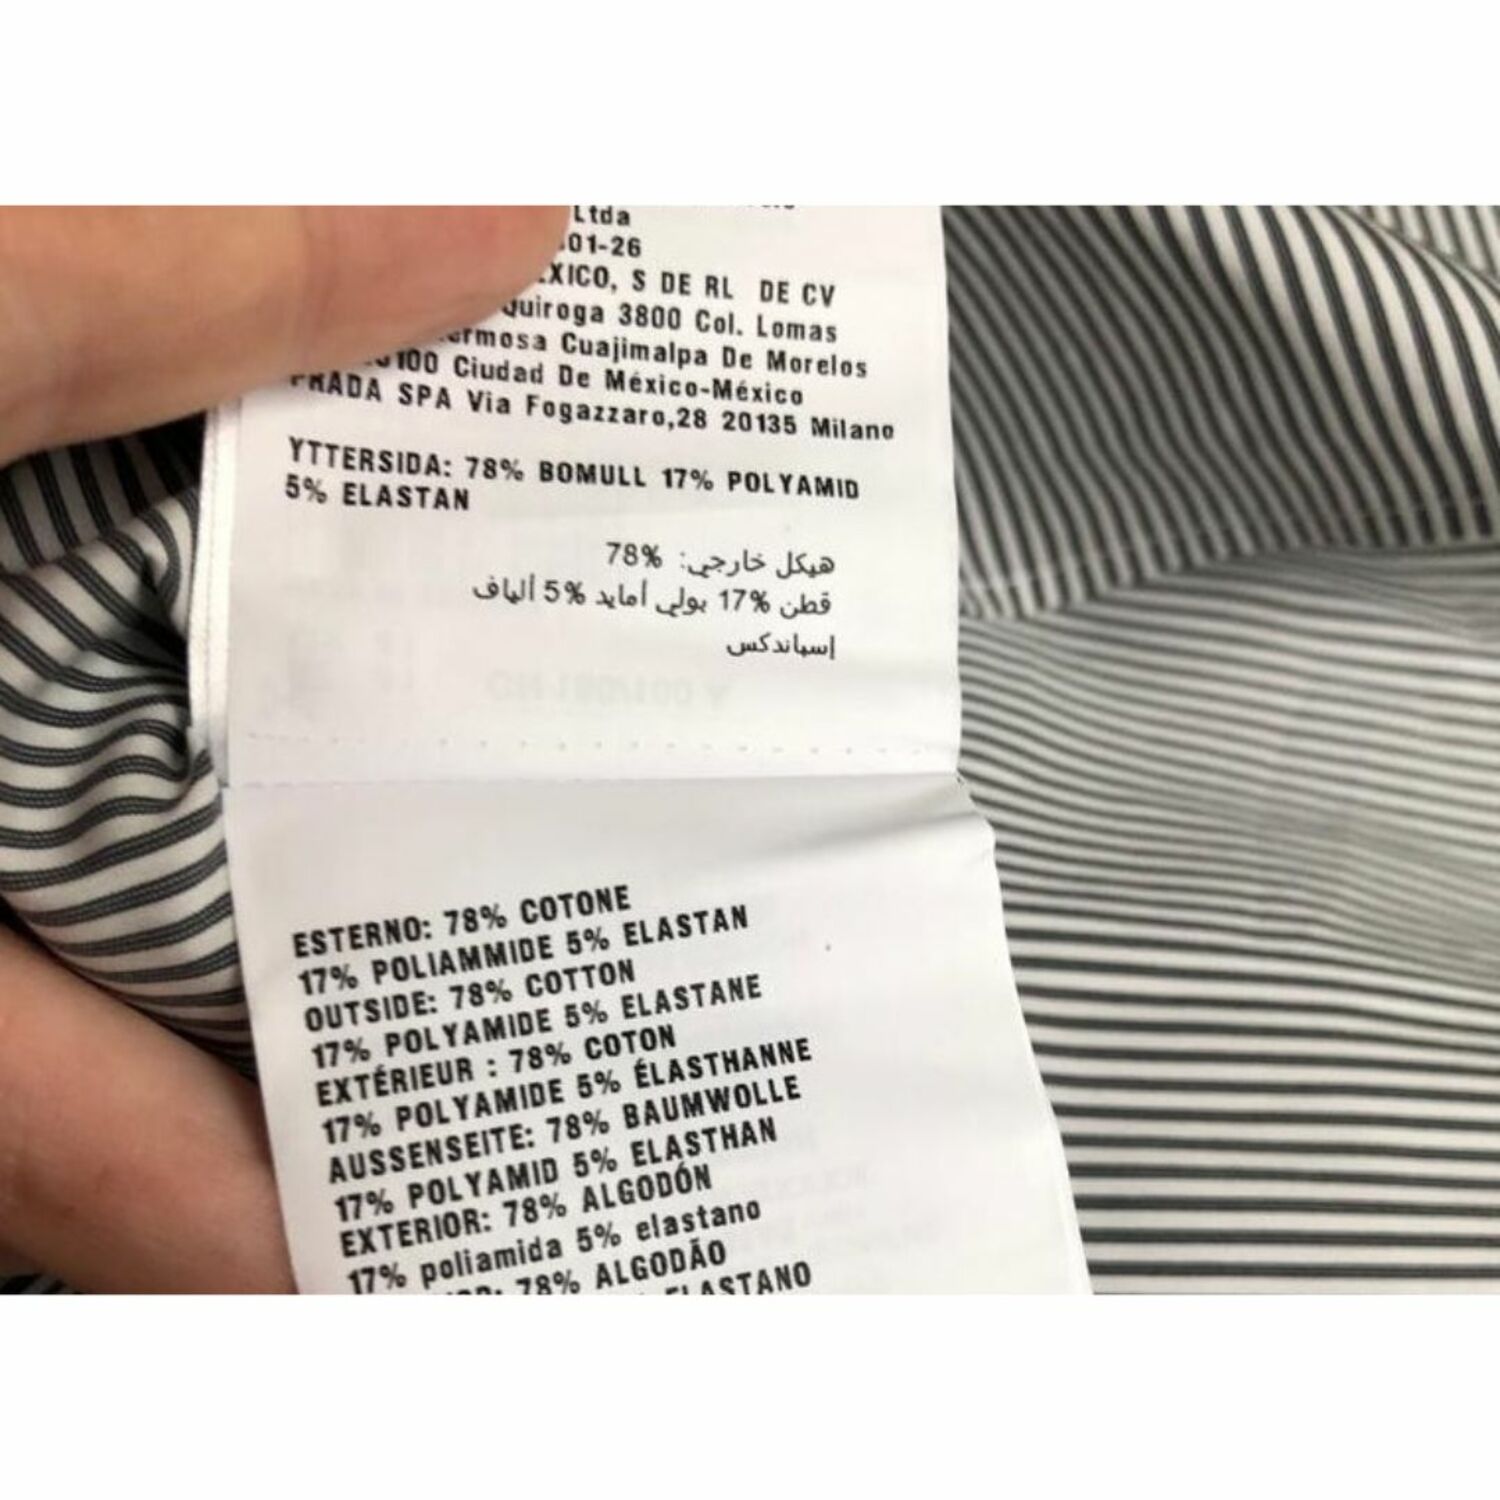 Ltda
01-26
XICO, S DE RL DE CV
Quiroga 3800 Col. Lomas
Cuajimalpa De Morelos
Ciudad De México-México
PRADA SPA Via Fogazzaro,28 20135 Milano
YTTERSIDA: 78% BOMULL 17% POLYAMID
5% ELASTAN
هيكل خارجي: 78%
قطن 17% بولي أمايد 5% ألياف
إسباندكس
ESTERNO: 78% COTONE
17% POLIAMMIDE 5% ELASTAN
OUTSIDE: 78% COTTON
17% POLYAMIDE 5% ELASTANE
EXTÉRIEUR : 78% COTON
17% POLYAMIDE 5% ÉLASTHANNE
AUSSENSEITE: 78% BAUMWOLLE
17% POLYAMID 5% ELASTHAN
EXTERIOR: 78% ALGODÓN
17% poliamida 5% elastano
78% ALGODÃO
ELASTANO